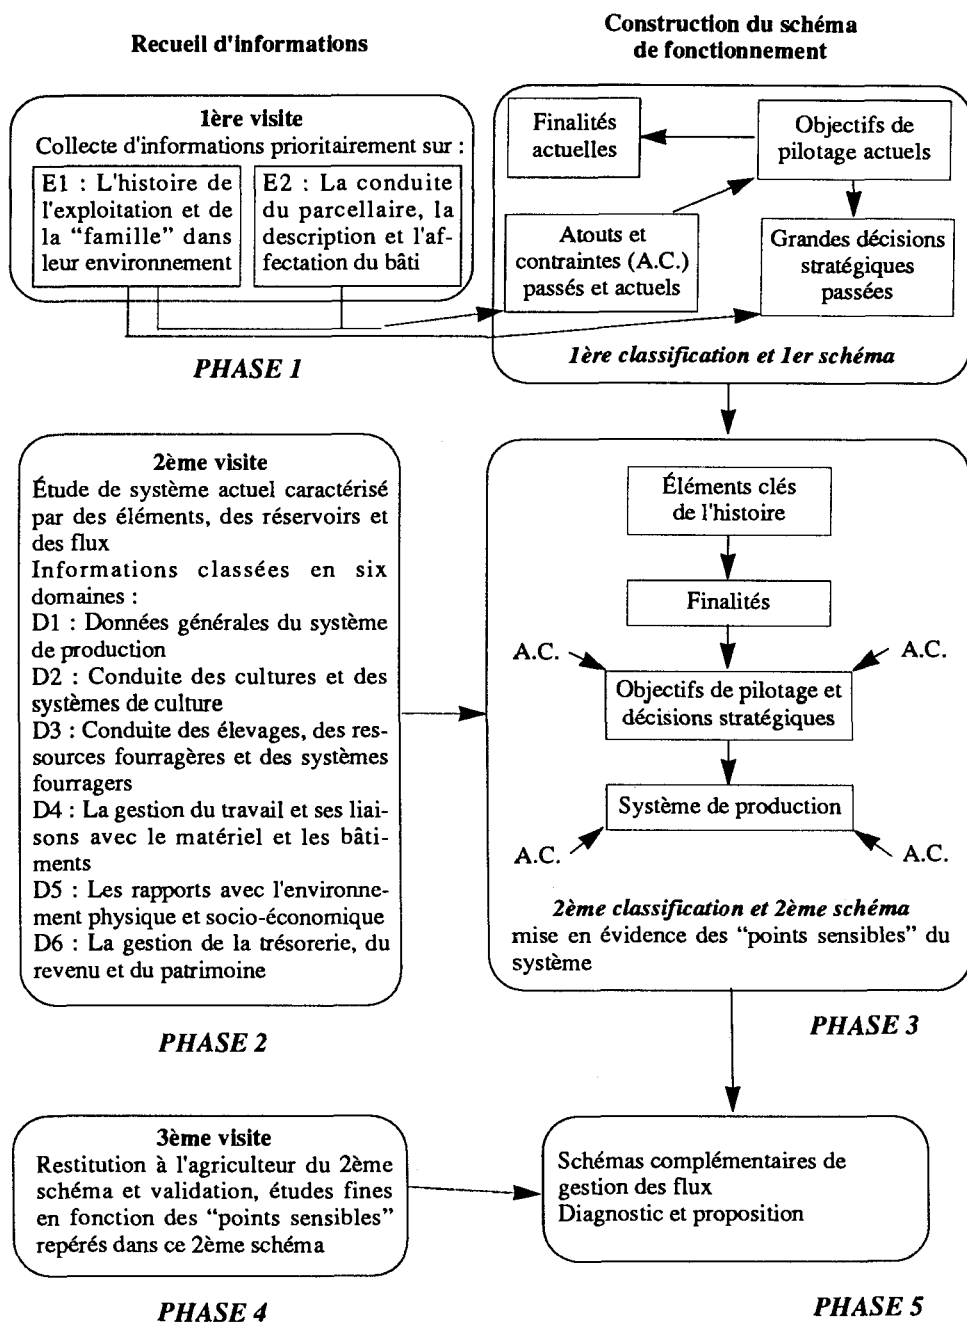 Recueil d'informations
Construction du schéma
de fonctionnement
1ère visite
Collecte d'informations prioritairement sur :
E1 : L'histoire de
l'exploitation et de
la “famille” dans
leur environnement
E2 : La conduite
du parcellaire, la
description et l'af-
fectation du bâti
PHASE 1
Finalités
actuelles
Objectifs de
pilotage actuels
Atouts et
contraintes (A.C.)
passés et actuels
Grandes décisions
stratégiques
passées
1ère classification et 1er schéma
2ème visite
Étude de système actuel caractérisé
par des éléments, des réservoirs et
des flux
Informations classées en six
domaines :
D1 : Données générales du système
de production
D2 : Conduite des cultures et des
systèmes de culture
D3 : Conduite des élevages, des res-
sources fourragères et des systèmes
fourragers
D4 : La gestion du travail et ses liai-
sons avec le matériel et les bâti-
ments
D5 : Les rapports avec l'environne-
ment physique et socio-économique
D6 : La gestion de la trésorerie, du
revenu et du patrimoine
PHASE 2
Éléments clés
de l'histoire
Finalités
A.C.
A.C.
Objectifs de pilotage et
décisions stratégiques
Système de production
A.C.
A.C.
2ème classification et 2ème schéma
mise en évidence des “points sensibles” du
système
PHASE 3
3ème visite
Restitution à l'agriculteur du 2ème
schéma et validation, études fines
en fonction des “points sensibles”
repérés dans ce 2ème schéma
PHASE 4
Schémas complémentaires de
gestion des flux
Diagnostic et proposition
PHASE 5